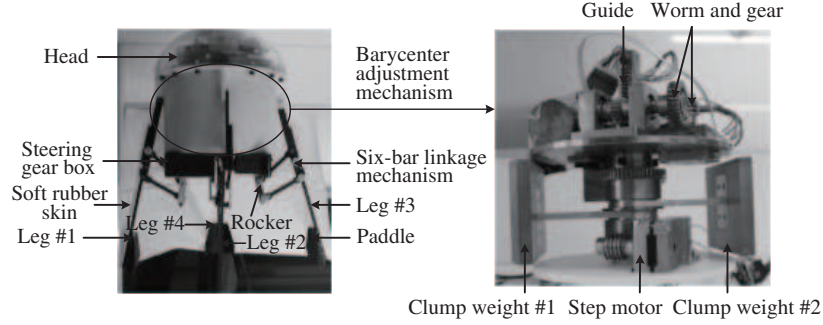 Guide
Worm and gear
Head
Barycenter
adjustment
mechanism
Steering
gear box
Six-bar linkage
mechanism
Soft rubber
skin
Leg #4
Rocker
Leg #3
Leg #1
Leg #2
Paddle
Clump weight #1
Step motor
Clump weight #2